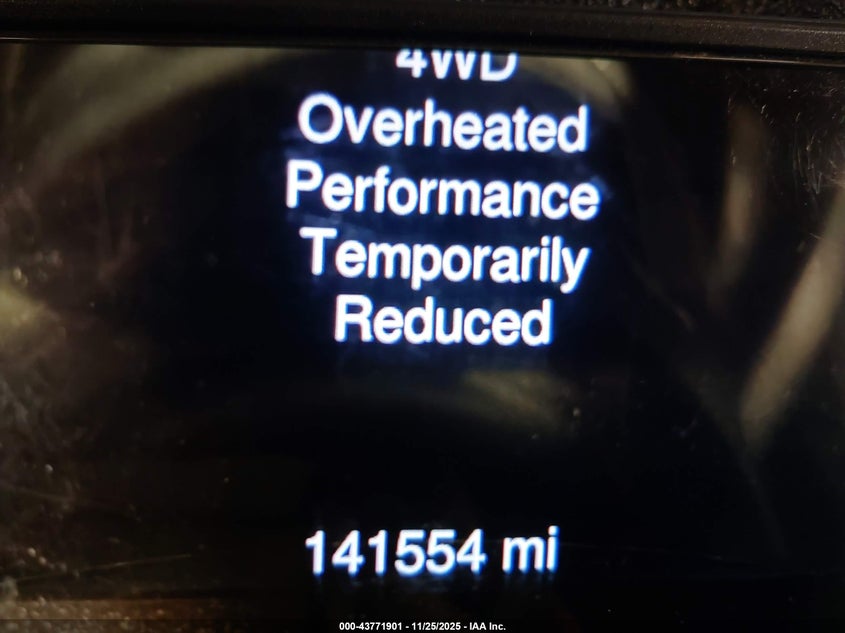 4WD
Overheated
Performance
Temporarily
Reduced
141554 mi
000-43771901 - 11/25/2025 - IAA Inc.